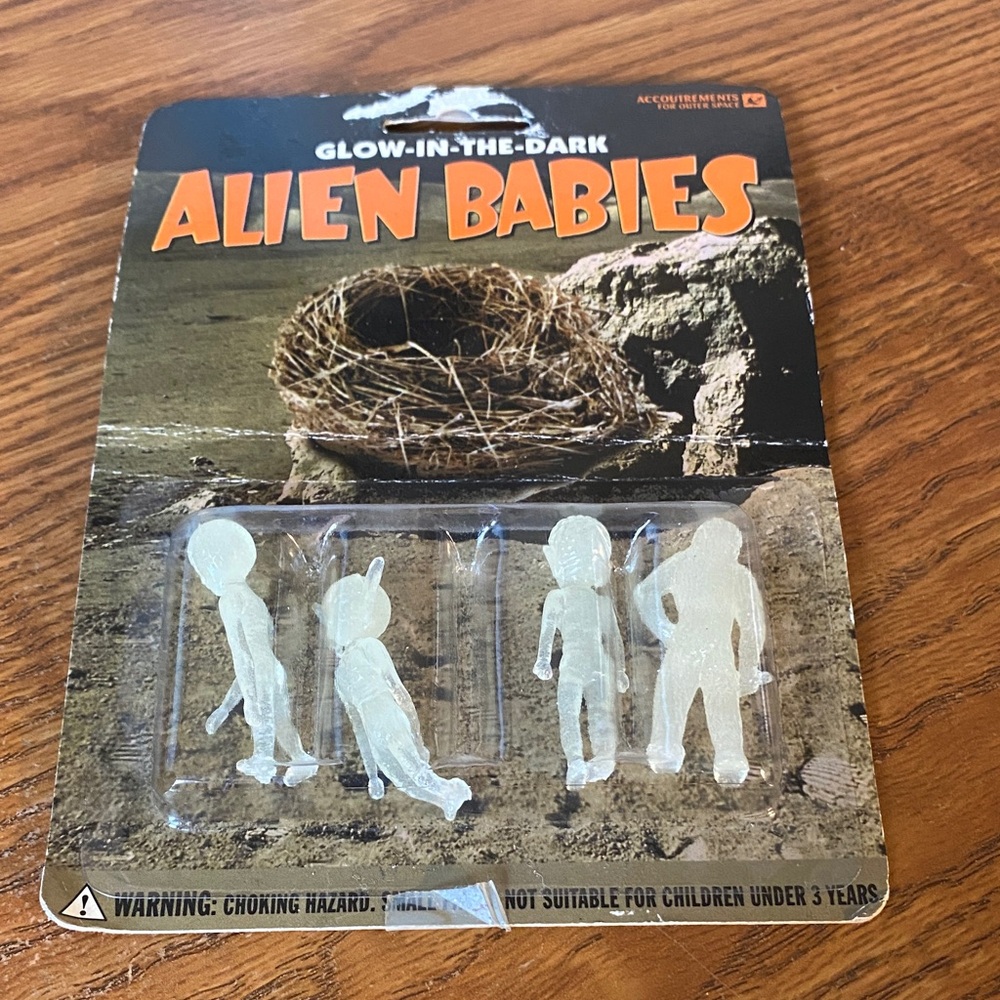 ACCOUTREMENTS
FOR OUTER SPACE
GLOW-IN-THE-DARK
ALIEN BABIES
WARNING: CHOKING HAZARD. SMALL NOT SUITABLE FOR CHILDREN UNDER 3 YEARS